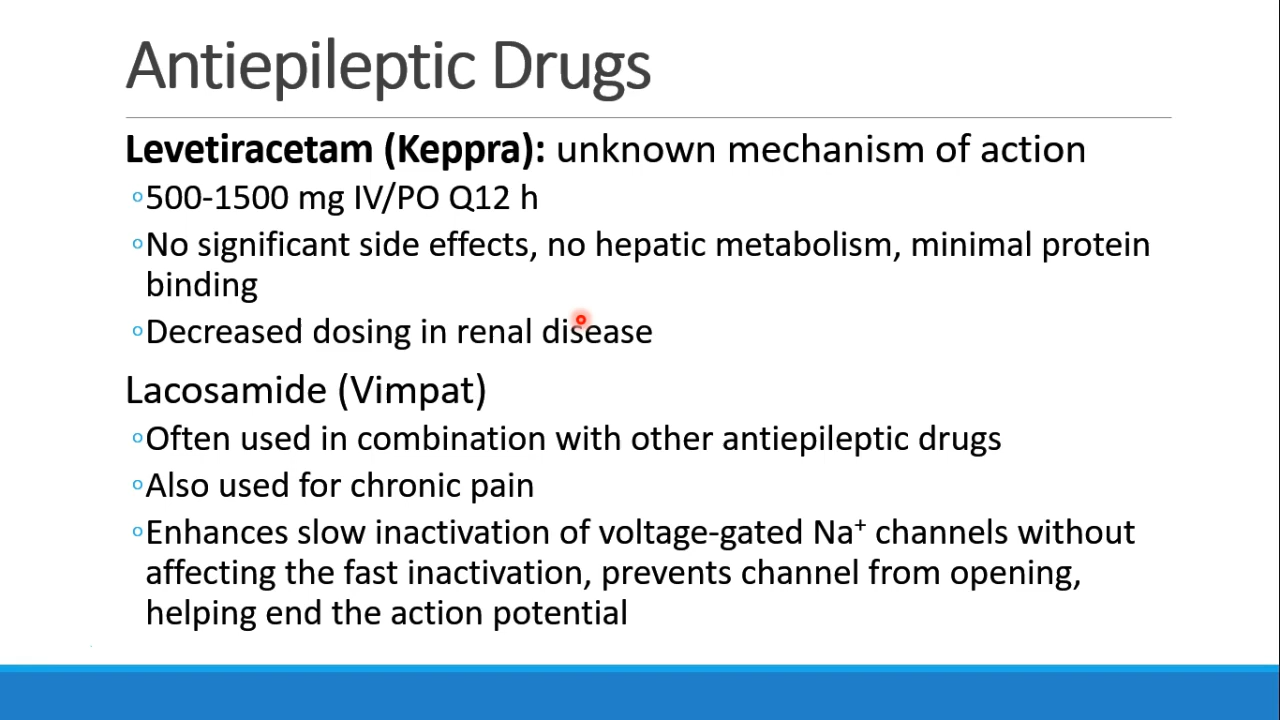 Antiepileptic Drugs
Levetiracetam (Keppra): unknown mechanism of action
◦500-1500 mg IV/PO Q12 h
◦No significant side effects, no hepatic metabolism, minimal protein
binding
◦Decreased dosing in renal disease
Lacosamide (Vimpat)
◦Often used in combination with other antiepileptic drugs
◦Also used for chronic pain
◦Enhances slow inactivation of voltage-gated Na⁺ channels without
affecting the fast inactivation, prevents channel from opening,
helping end the action potential